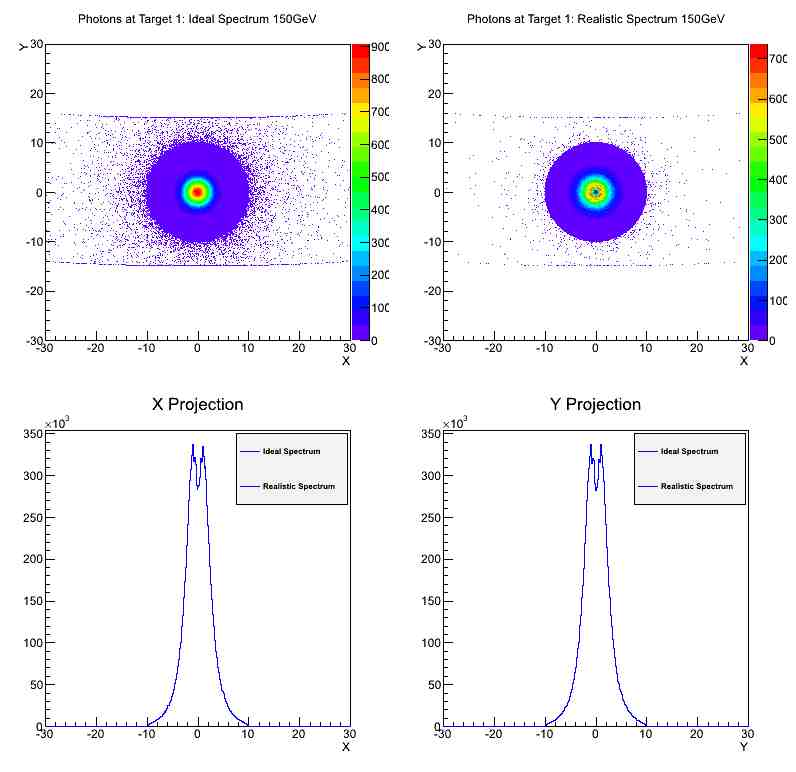 Photons at Target 1: Ideal Spectrum 150GeV
Y
30
20
10
0
-10
-20
-30
-30 -20 -10 0 10 20 30
X
900
800
700
600
500
400
300
200
100
0
Photons at Target 1: Realistic Spectrum 150GeV
Y
30
20
10
0
-10
-20
-30
-30 -20 -10 0 10 20 30
X
700
600
500
400
300
200
100
0
X Projection
×10³
350
300
250
200
150
100
50
0
-30 -20 -10 0 10 20 30
X
Ideal Spectrum
Realistic Spectrum
Y Projection
×10³
350
300
250
200
150
100
50
0
-30 -20 -10 0 10 20 30
Y
Ideal Spectrum
Realistic Spectrum